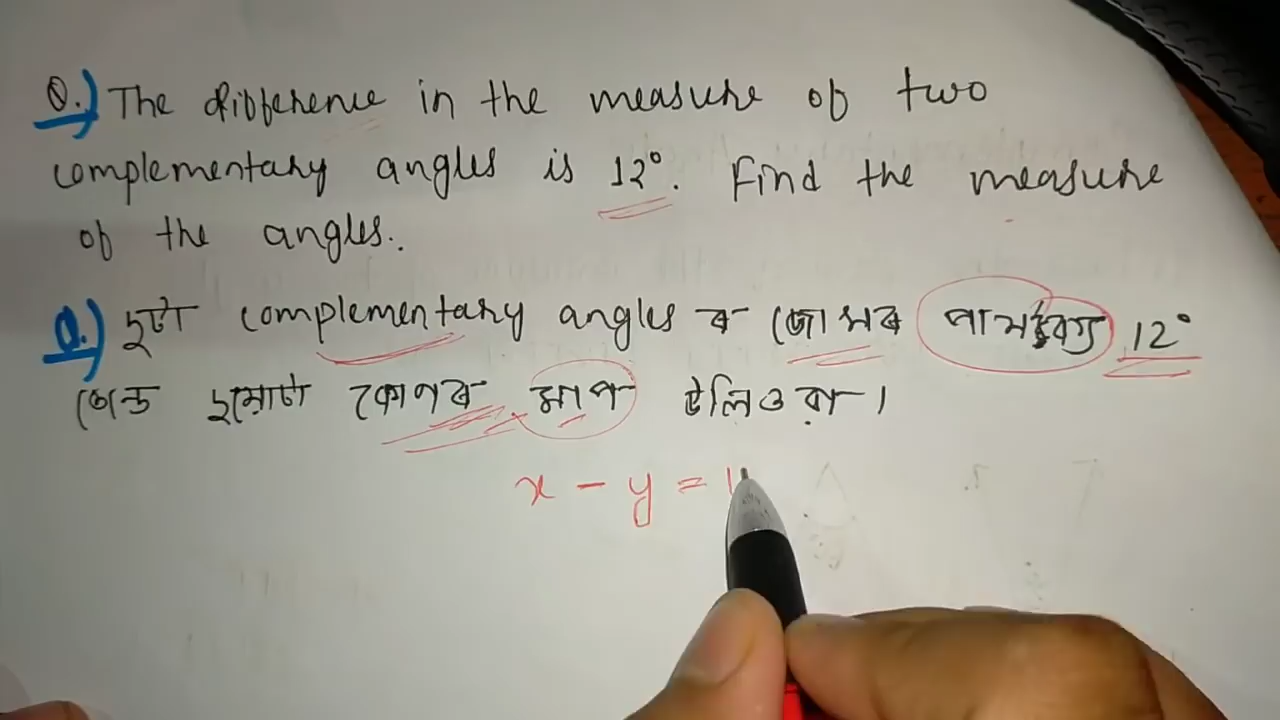 Q.) The difference in the measure of two
complementary angles is 12°. Find the measure
of the angles.
Q.) দুটা complementary angles ৰ জোখৰ পাৰ্থক্য 12°
কোণৰ মাপ উলিওৱা।
x - y = 1